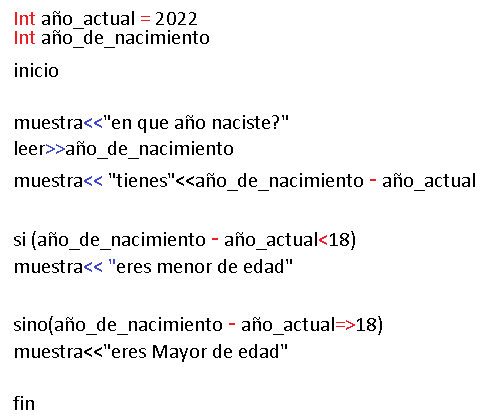 Int año_actual = 2022
Int año_de_nacimiento
inicio
muestra<<"en que año naciste?"
leer>>año_de_nacimiento
muestra<< "tienes"<<año_de_nacimiento - año_actual
si (año_de_nacimiento - año_actual<18)
muestra<< "eres menor de edad"
sino(año_de_nacimiento - año_actual=>18)
muestra<<"eres Mayor de edad"
fin